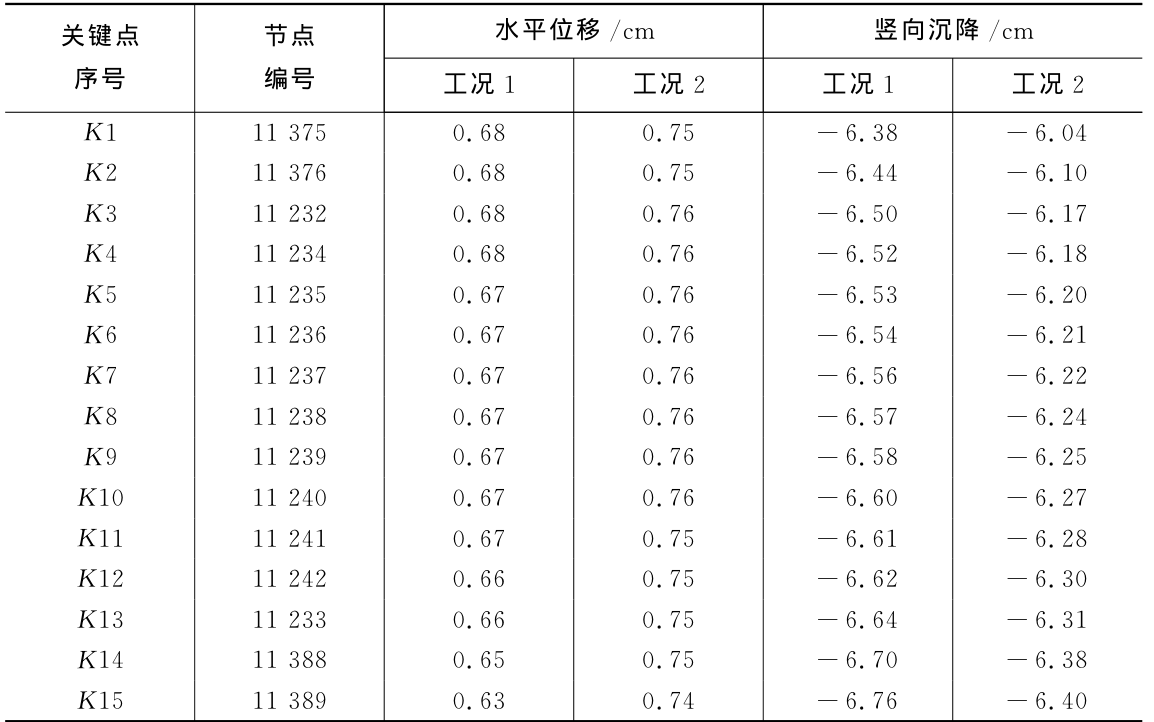 关键点序号 节点编号 水平位移/cm 竖向沉降/cm
工况1 工况2 工况1 工况2
K1 11 375 0.68 0.75 －6.38 －6.04
K2 11 376 0.68 0.75 －6.44 －6.10
K3 11 232 0.68 0.76 －6.50 －6.17
K4 11 234 0.68 0.76 －6.52 －6.18
K5 11 235 0.67 0.76 －6.53 －6.20
K6 11 236 0.67 0.76 －6.54 －6.21
K7 11 237 0.67 0.76 －6.56 －6.22
K8 11 238 0.67 0.76 －6.57 －6.24
K9 11 239 0.67 0.76 －6.58 －6.25
K10 11 240 0.67 0.76 －6.60 －6.27
K11 11 241 0.67 0.75 －6.61 －6.28
K12 11 242 0.66 0.75 －6.62 －6.30
K13 11 233 0.66 0.75 －6.64 －6.31
K14 11 388 0.65 0.75 －6.70 －6.38
K15 11 389 0.63 0.74 －6.76 －6.40